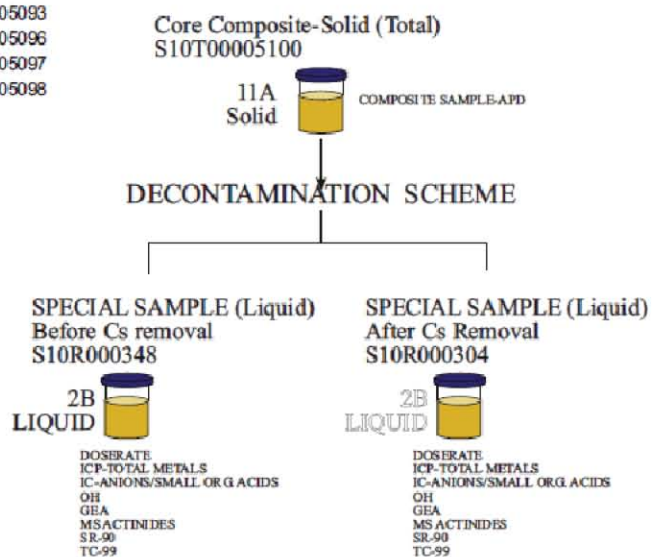 05093
05096
05097
05098
Core Composite-Solid (Total)
S10T00005100
11A
Solid
COMPOSITE SAMPLE-APD
DECONTAMINATION SCHEME
SPECIAL SAMPLE (Liquid)
Before Cs removal
S10R000348
2B
LIQUID
DOSERATE
ICP-TOTAL METALS
IC-ANIONS/SMALL ORG ACIDS
OH
GEA
MS ACTINIDES
SR-90
TC-99
SPECIAL SAMPLE (Liquid)
After Cs Removal
S10R000304
2B
LIQUID
DOSERATE
ICP-TOTAL METALS
IC-ANIONS/SMALL ORG. ACIDS
OH
GEA
MS ACTINIDES
SR-90
TC-99